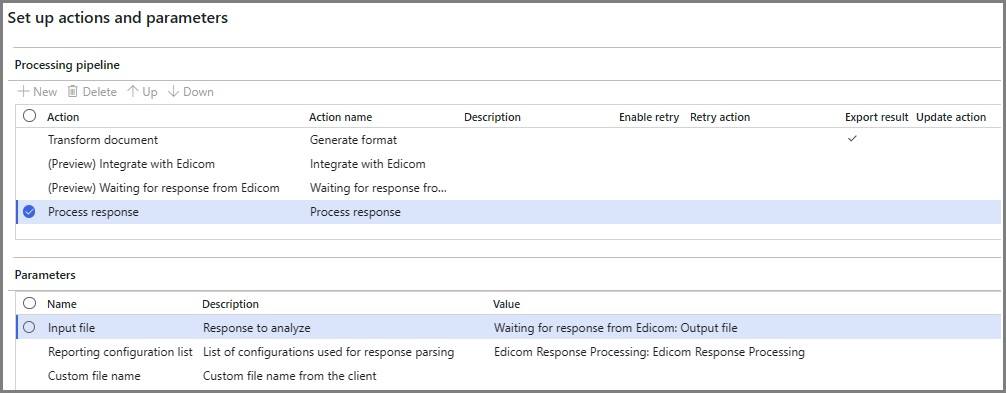 Set up actions and parameters
Processing pipeline
New Delete Up Down
Action Action name Description Enable retry Retry action Export result Update action
Transform document Generate format
(Preview) Integrate with Edicom Integrate with Edicom
(Preview) Waiting for response from Edicom Waiting for response fro...
Process response Process response
Parameters
Name Description Value
Input file Response to analyze Waiting for response from Edicom: Output file
Reporting configuration list List of configurations used for response parsing Edicom Response Processing: Edicom Response Processing
Custom file name Custom file name from the client